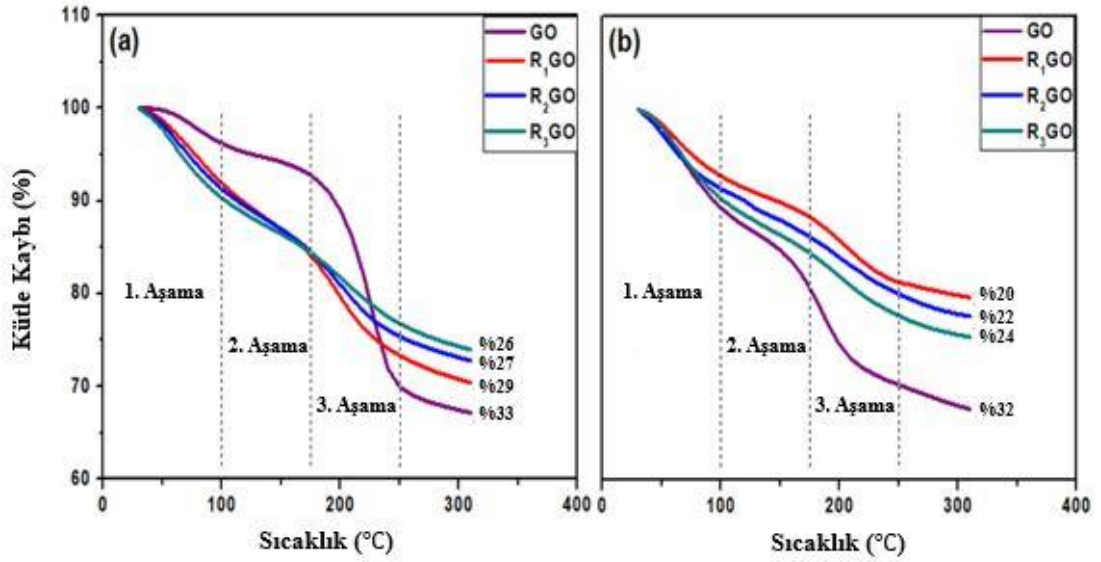 (a)
GO
R1GO
R2GO
R3GO
110
100
90
80
70
60
Kütle Kaybı (%)
1. Aşama
2. Aşama
3. Aşama
%26
%27
%29
%33
0
100
200
300
400
Sıcaklık (°C)
(b)
GO
R1GO
R2GO
R3GO
1. Aşama
2. Aşama
3. Aşama
%20
%22
%24
%32
0
100
200
300
400
Sıcaklık (°C)